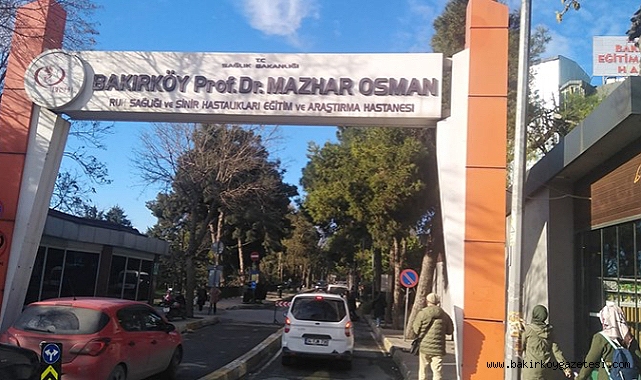 T.C.
SAĞLIK BAKANLIĞI
BAKIRKÖY Prof. Dr. MAZHAR OSMAN
RUH SAĞLIĞI ve SİNİR HASTALIKLARI EĞİTİM ve ARAŞTIRMA HASTANESİ
BAK
EĞİTİM
HA
www.bakirkoygazetesi.com